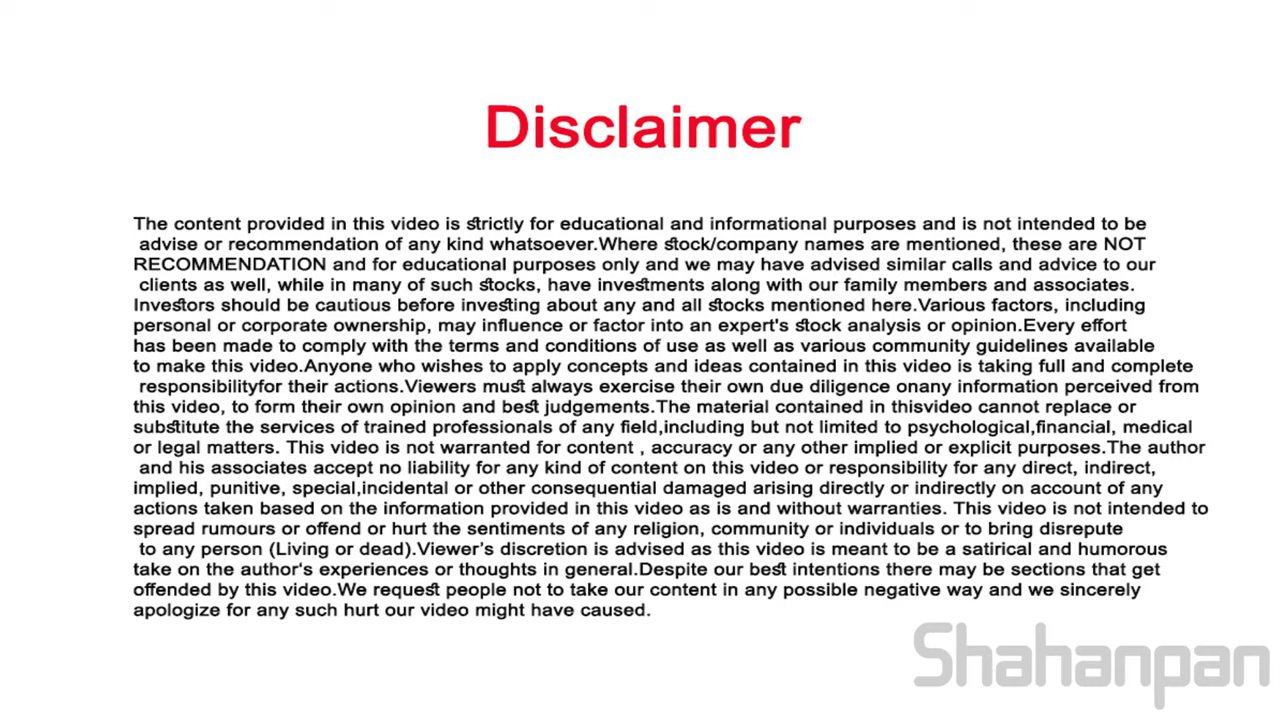 Disclaimer
The content provided in this video is strictly for educational and informational purposes and is not intended to be
advise or recommendation of any kind whatsoever.Where stock/company names are mentioned, these are NOT
RECOMMENDATION and for educational purposes only and we may have advised similar calls and advice to our
clients as well, while in many of such stocks, have investments along with our family members and associates.
Investors should be cautious before investing about any and all stocks mentioned here.Various factors, including
personal or corporate ownership, may influence or factor into an expert's stock analysis or opinion.Every effort
has been made to comply with the terms and conditions of use as well as various community guidelines available
to make this video.Anyone who wishes to apply concepts and ideas contained in this video is taking full and complete
responsibilityfor their actions.Viewers must always exercise their own due diligence onany information perceived from
this video, to form their own opinion and best judgements.The material contained in thisvideo cannot replace or
substitute the services of trained professionals of any field,including but not limited to psychological,financial, medical
or legal matters. This video is not warranted for content , accuracy or any other implied or explicit purposes.The author
and his associates accept no liability for any kind of content on this video or responsibility for any direct, indirect,
implied, punitive, special,incidental or other consequential damaged arising directly or indirectly on account of any
actions taken based on the information provided in this video as is and without warranties. This video is not intended to
spread rumours or offend or hurt the sentiments of any religion, community or individuals or to bring disrepute
to any person (Living or dead).Viewer’s discretion is advised as this video is meant to be a satirical and humorous
take on the author‘s experiences or thoughts in general.Despite our best intentions there may be sections that get
offended by this video.We request people not to take our content in any possible negative way and we sincerely
apologize for any such hurt our video might have caused.
Shahanpan